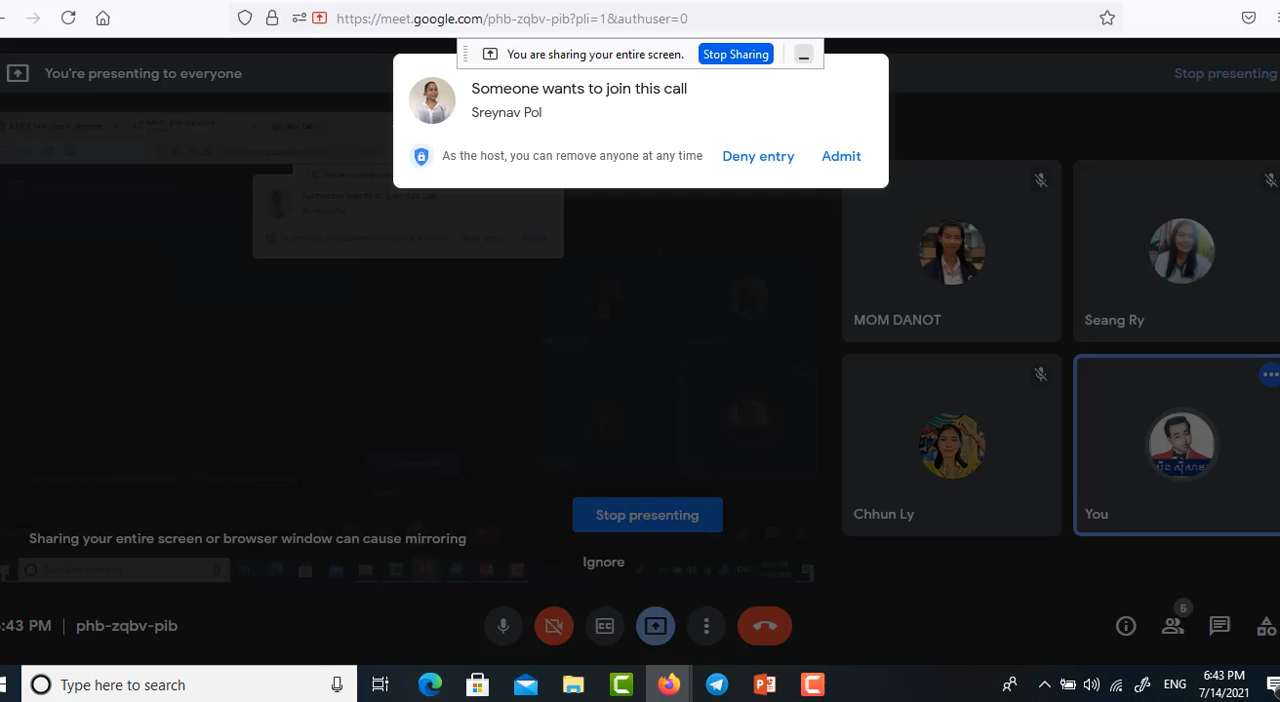 https://meet.google.com/phb-zqbv-pib?pli=1&authuser=0
You are sharing your entire screen.
Stop Sharing
You're presenting to everyone
Stop presenting
Someone wants to join this call
Sreynav Pol
As the host, you can remove anyone at any time
Deny entry
Admit
MOM DANOT
Seang Ry
Chhun Ly
You
Stop presenting
Sharing your entire screen or browser window can cause mirroring
Ignore
:43 PM | phb-zqbv-pib
5
Type here to search
ENG
6:43 PM
7/14/2021